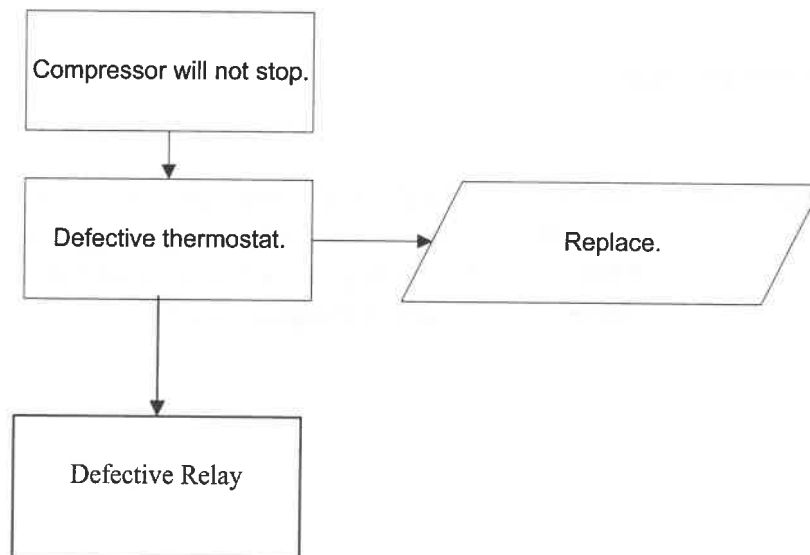 Compressor will not stop.
Defective thermostat.
Replace.
Defective Relay